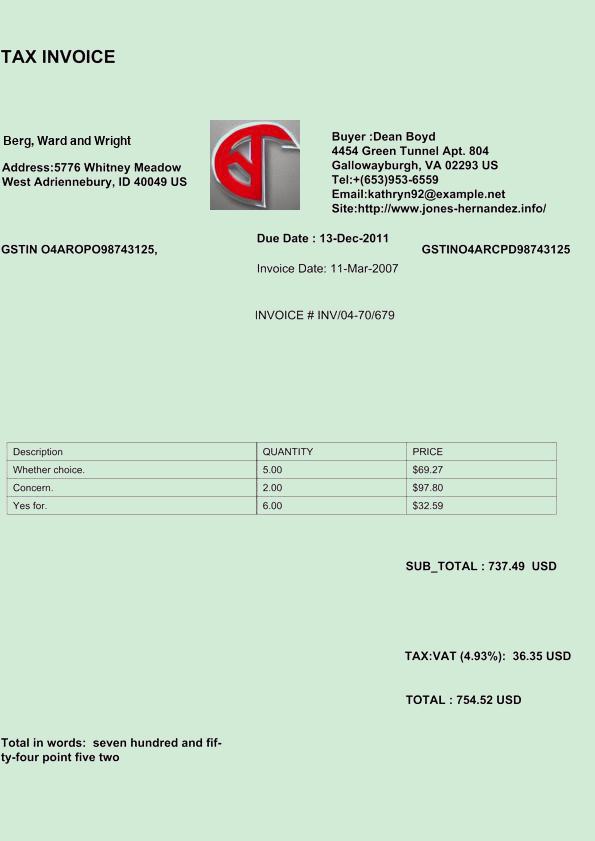 TAX INVOICE
Berg, Ward and Wright
Address:5776 Whitney Meadow
West Adriennebury, ID 40049 US
Buyer :Dean Boyd
4454 Green Tunnel Apt. 804
Gallowayburgh, VA 02293 US
Tel:+(653)953-6559
Email:kathryn92@example.net
Site:http://www.jones-hernandez.info/
GSTIN O4AROPO98743125,
Due Date : 13-Dec-2011
GSTINO4ARCPD98743125
Invoice Date: 11-Mar-2007
INVOICE # INV/04-70/679
Description QUANTITY PRICE
Whether choice. 5.00 $69.27
Concern. 2.00 $97.80
Yes for. 6.00 $32.59
SUB_TOTAL : 737.49 USD
TAX:VAT (4.93%): 36.35 USD
TOTAL : 754.52 USD
Total in words: seven hundred and fif-
ty-four point five two